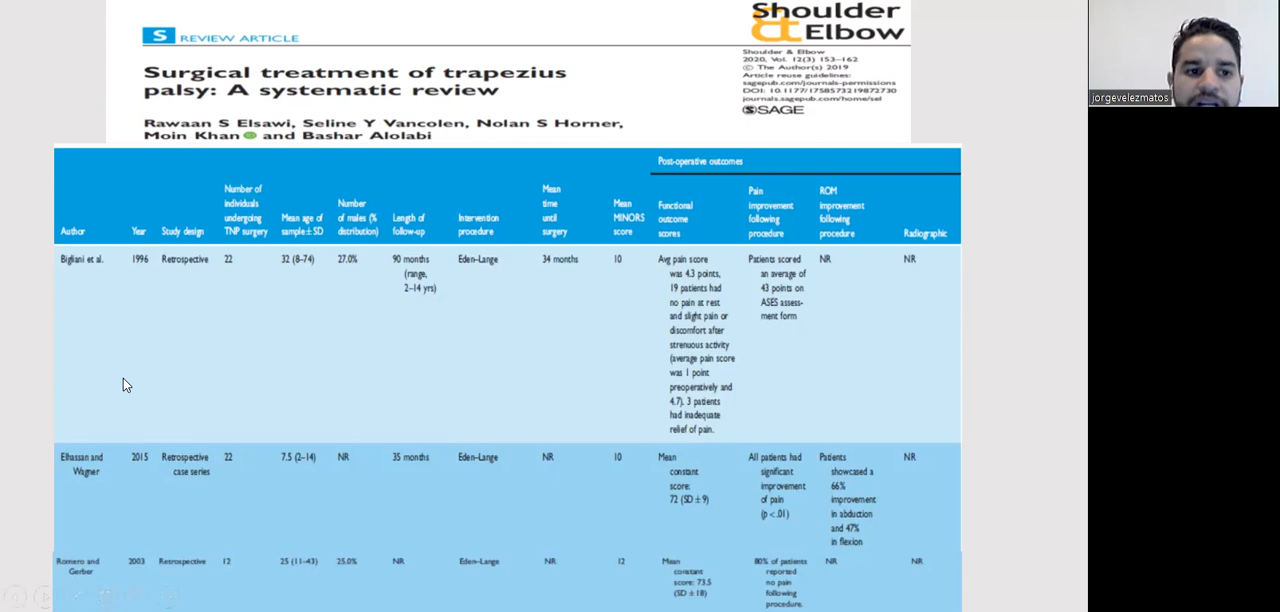 Shoulder
& Elbow
S REVIEW ARTICLE
Shoulder & Elbow
2020, Vol. 12(3) 153–162
© The Author(s) 2019
Article reuse guidelines:
sagepub.com/journals-permissions
DOI: 10.1177/1758573219872730
journals.sagepub.com/home/sel
SAGE
Surgical treatment of trapezius
palsy: A systematic review
Rawaan S Elsawi, Seline Y Vancolen, Nolan S Horner,
Moin Khan and Bashar Alolabi
jorgevelezmatos
Post-operative outcomes
Author
Year
Study design
Number of
individuals
undergoing
TNP surgery
Mean age of
sample±SD
Number
of males (%
distribution)
Length of
follow-up
Intervention
procedure
Mean
time
until
surgery
Mean
MINORS
score
Functional
outcome
scores
Pain
improvement
following
procedure
ROM
improvement
following
procedure
Radiographic
Bigliani et al.
1996
Retrospective
22
32 (8–74)
27.0%
90 months
(range,
2–14 yrs)
Eden–Lange
34 months
10
Avg pain score
was 4.3 points,
19 patients had
no pain at rest
and slight pain or
discomfort after
strenuous activity
(average pain score
was 1 point
preoperatively and
4.7). 3 patients
had inadequate
relief of pain.
Patients scored
an average of
43 points on
ASES assess-
ment form
NR
NR
Elhassan and
Wagner
2015
Retrospective
case series
22
7.5 (2–14)
NR
35 months
Eden–Lange
NR
10
Mean
constant
score:
72 (SD ± 9)
All patients had
significant
improvement
of pain
(p < .01)
Patients
showcased a
66%
improvement
in abduction
and 47%
in flexion
NR
Romero and
Gerber
2003
Retrospective
12
25 (11–43)
25.0%
NR
Eden–Lange
NR
12
Mean
constant
score: 73.5
(SD ± 18)
80% of patients
reported
no pain
following
procedure.
NR
NR